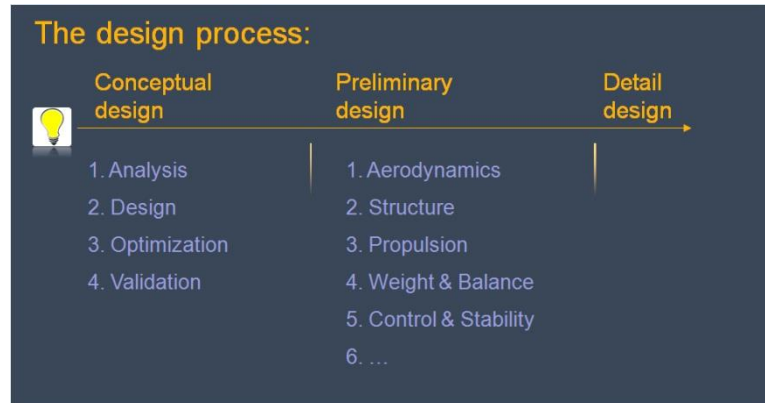 The design process:
Conceptual
design
Preliminary
design
Detail
design
1. Analysis
2. Design
3. Optimization
4. Validation
1. Aerodynamics
2. Structure
3. Propulsion
4. Weight & Balance
5. Control & Stability
6. ...